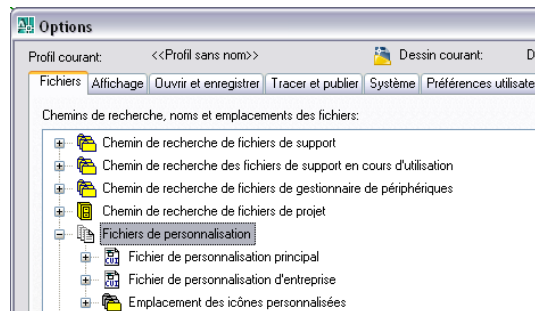 Options
Profil courant: <<Profil sans nom>> Dessin courant: D
Fichiers Affichage Ouvrir et enregistrer Tracer et publier Système Préférences utilisate
Chemins de recherche, noms et emplacements des fichiers:
Chemin de recherche de fichiers de support
Chemin de recherche des fichiers de support en cours d'utilisation
Chemin de recherche de fichiers de gestionnaire de périphériques
Chemin de recherche de fichiers de projet
Fichiers de personnalisation
CUI Fichier de personnalisation principal
CUI Fichier de personnalisation d'entreprise
Emplacement des icônes personnalisées